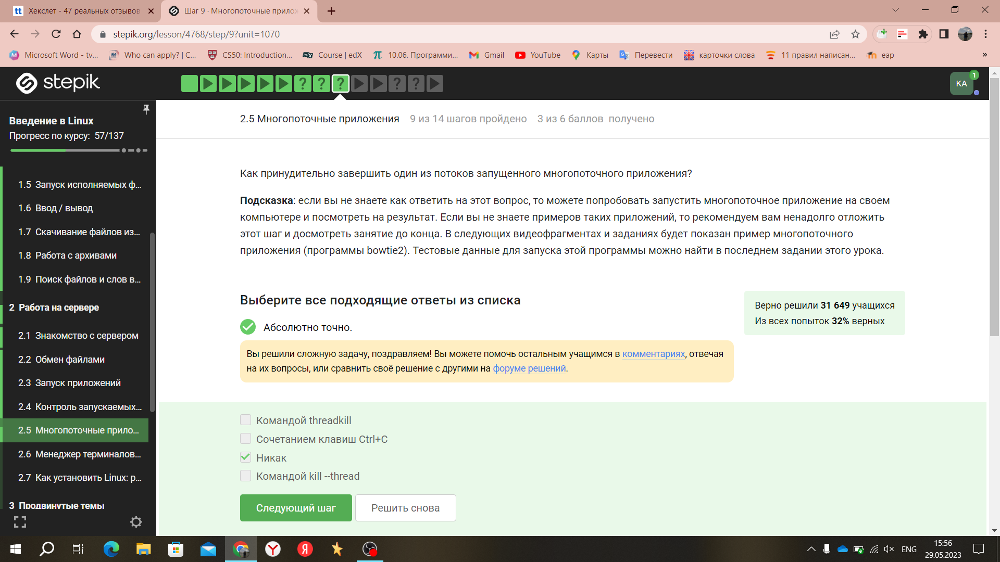 Хекслет - 47 реальных отзывов
Шаг 9 · Многопоточные прилож
stepik.org/lesson/4768/step/9?unit=1070
Microsoft Word - tv...
Who can apply? | C...
CS50: Introduction...
edX
Course | edX
10.06. Программи...
Gmail
YouTube
Карты
Перевести
карточки слова
11 правил написан...
eap
»
stepik
KA
1
Введение в Linux
Прогресс по курсу: 57/137
1.5 Запуск исполняемых ф...
1.6 Ввод / вывод
1.7 Скачивание файлов из...
1.8 Работа с архивами
1.9 Поиск файлов и слов в...
2 Работа на сервере
2.1 Знакомство с сервером
2.2 Обмен файлами
2.3 Запуск приложений
2.4 Контроль запускаемых...
2.5 Многопоточные прило...
2.6 Менеджер терминалов...
2.7 Как установить Linux: р...
3 Продвинутые темы
2.5 Многопоточные приложения 9 из 14 шагов пройдено 3 из 6 баллов получено
Как принудительно завершить один из потоков запущенного многопоточного приложения?
Подсказка: если вы не знаете как ответить на этот вопрос, то можете попробовать запустить многопоточное приложение на своем
компьютере и посмотреть на результат. Если вы не знаете примеров таких приложений, то рекомендуем вам ненадолго отложить
этот шаг и досмотреть занятие до конца. В следующих видеофрагментах и заданиях будет показан пример многопоточного
приложения (программы bowtie2). Тестовые данные для запуска этой программы можно найти в последнем задании этого урока.
Выберите все подходящие ответы из списка
Верно решили 31 649 учащихся
Из всех попыток 32% верных
Абсолютно точно.
Вы решили сложную задачу, поздравляем! Вы можете помочь остальным учащимся в комментариях, отвечая
на их вопросы, или сравнить своё решение с другими на форуме решений.
Командой threadkill
Сочетанием клавиш Ctrl+C
Никак
Командой kill --thread
Следующий шаг
Решить снова
ENG
15:56
29.05.2023